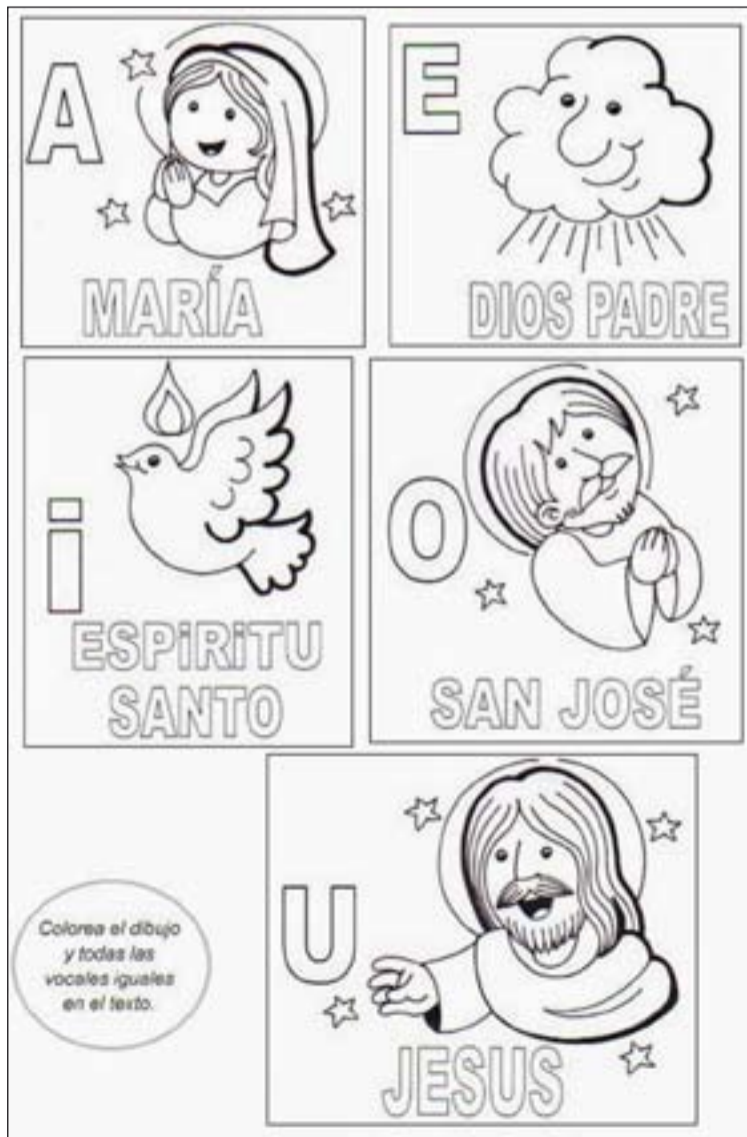 A
MARÍA
E
DIOS PADRE
i
ESPiRiTU
SANTO
O
SAN JOSÉ
U
JESUS
Colorea el dibujo
y todas las
vocales iguales
en el texto.